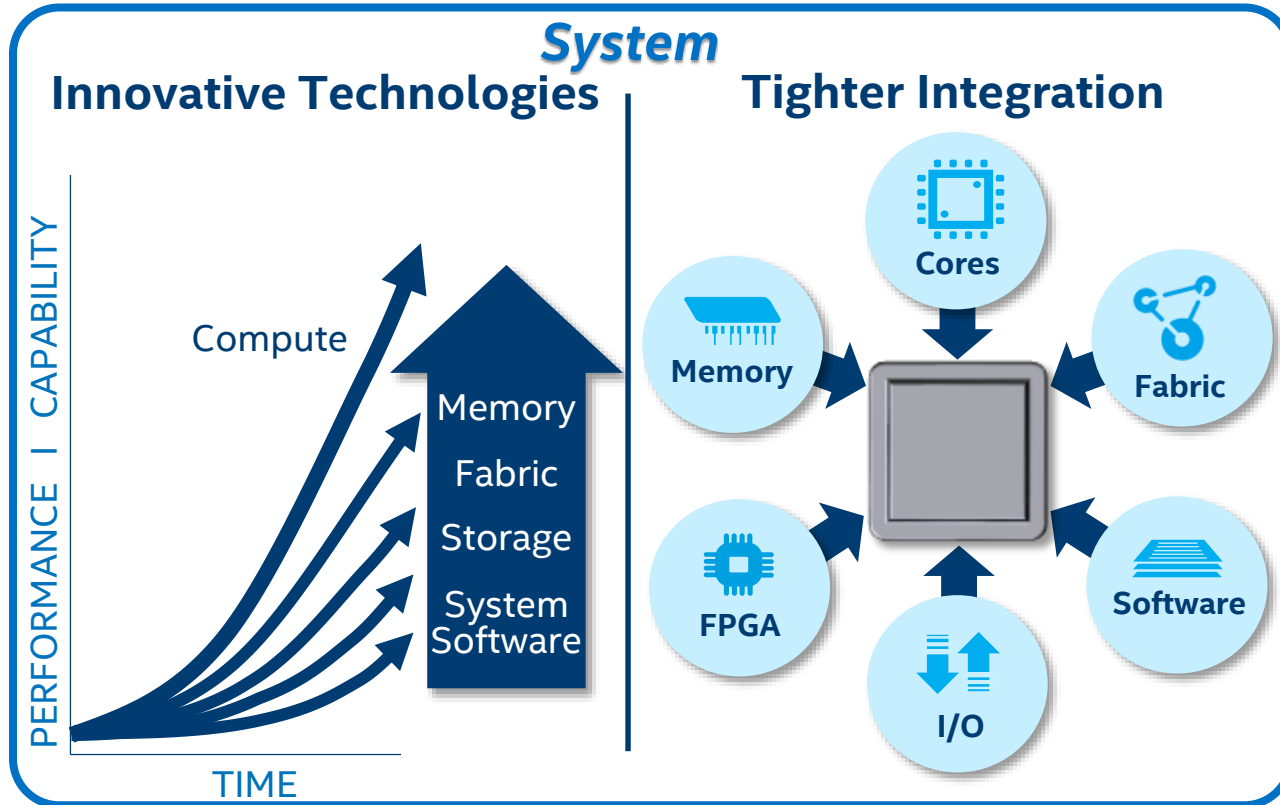 System
Innovative Technologies
PERFORMANCE I CAPABILITY
Compute
Memory
Fabric
Storage
System
Software
TIME
Tighter Integration
Cores
Memory
Fabric
FPGA
Software
I/O